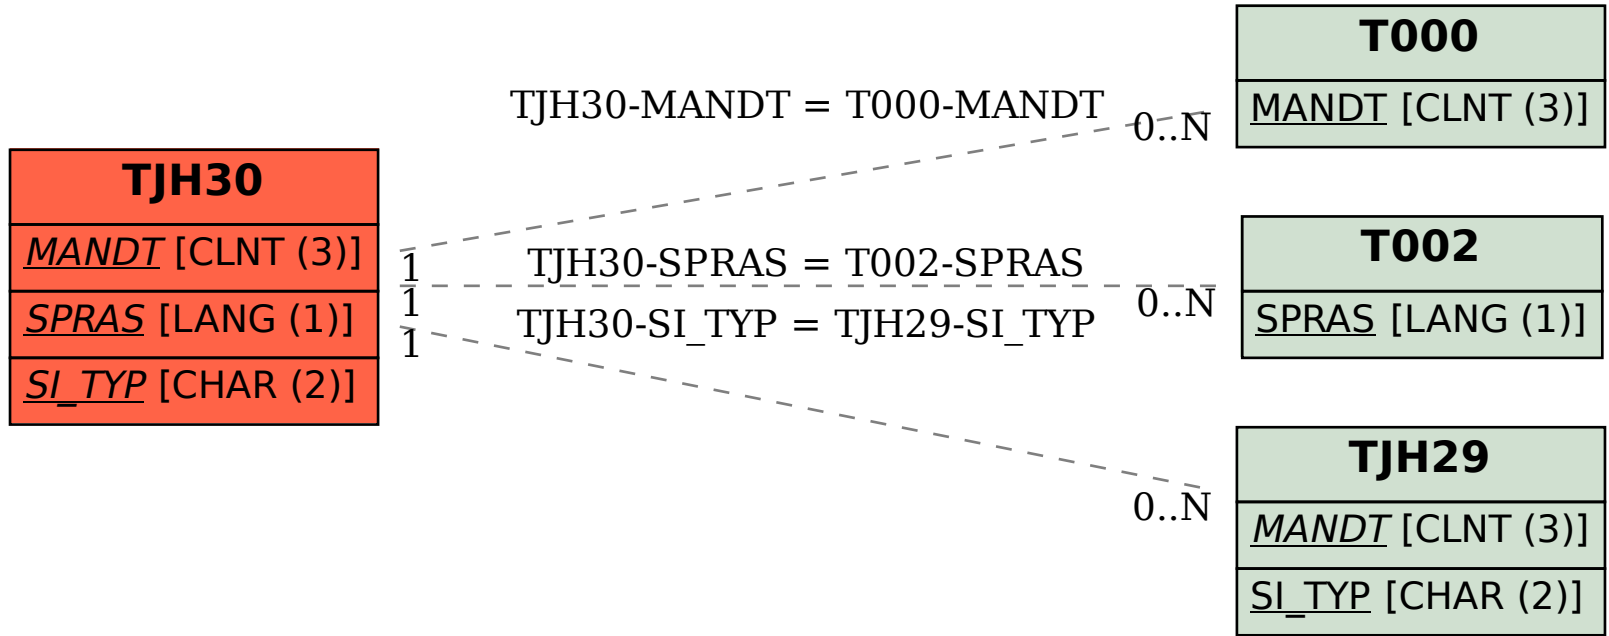 T000
MANDT [CLNT (3)]
TJH30-MANDT = T000-MANDT
0..N
TJH30
MANDT [CLNT (3)]
SPRAS [LANG (1)]
SI_TYP [CHAR (2)]
1
TJH30-SPRAS = T002-SPRAS
1
0..N
TJH30-SI_TYP = TJH29-SI_TYP
1
T002
SPRAS [LANG (1)]
0..N
TJH29
MANDT [CLNT (3)]
SI_TYP [CHAR (2)]